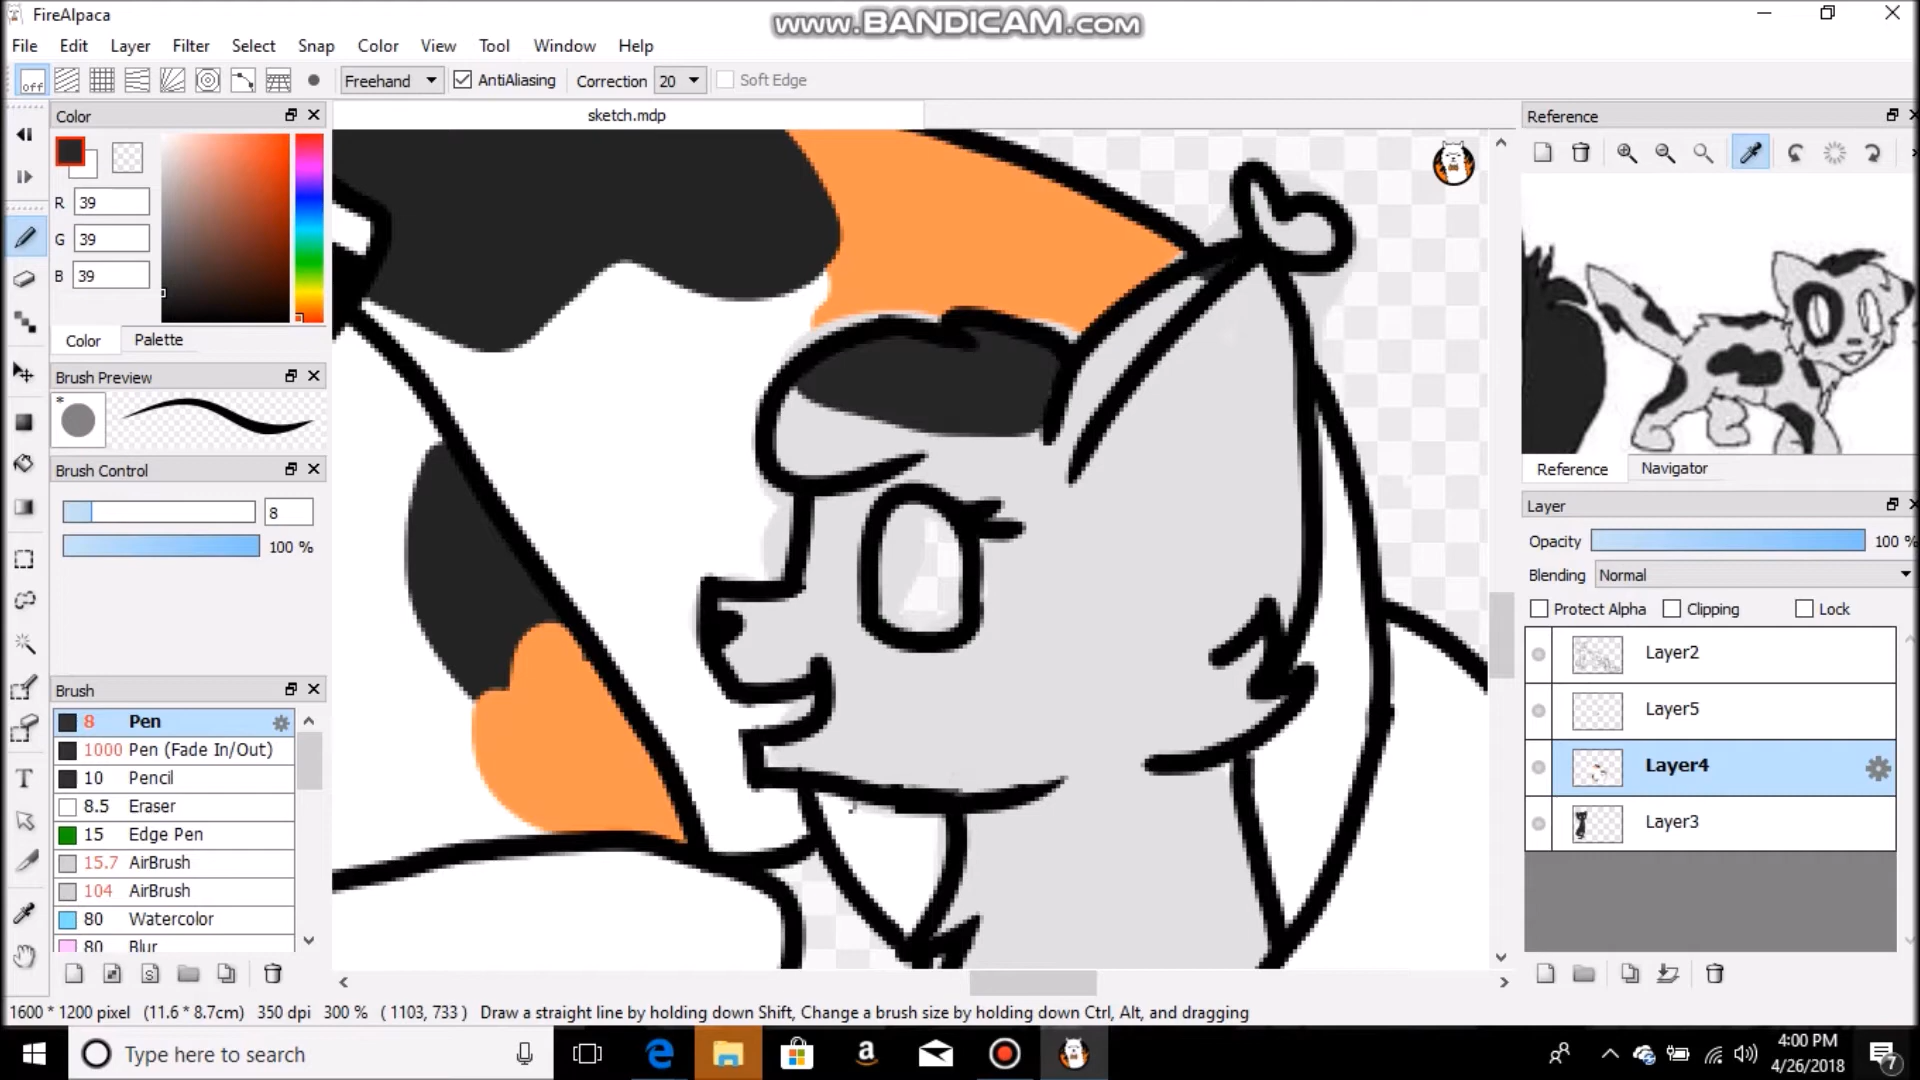 FireAlpaca
www.BANDICAM.com
File Edit Layer Filter Select Snap Color View Tool Window Help
off Freehand AntiAliasing Correction 20 Soft Edge
Color
sketch.mdp
Reference
R 39
G 39
B 39
Color Palette
Brush Preview
*
Brush Control
8
100 %
Brush
8 Pen
1000 Pen (Fade In/Out)
10 Pencil
8.5 Eraser
15 Edge Pen
15.7 AirBrush
104 AirBrush
80 Watercolor
80 Blur
T
S
Reference Navigator
Layer
Opacity 100 %
Blending Normal
Protect Alpha Clipping Lock
Layer2
Layer5
Layer4
Layer3
1600 * 1200 pixel (11.6 * 8.7cm) 350 dpi 300 % ( 1103, 733 ) Draw a straight line by holding down Shift, Change a brush size by holding down Ctrl, Alt, and dragging
Type here to search
4:00 PM
4/26/2018
7